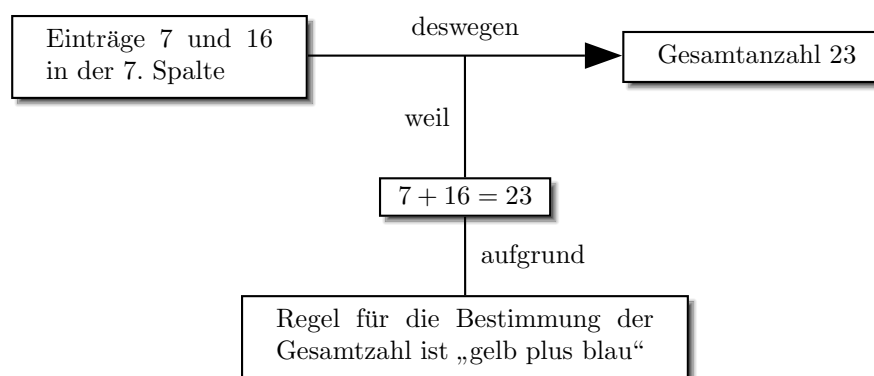 Einträge 7 und 16
in der 7. Spalte
deswegen
Gesamtanzahl 23
weil
7 + 16 = 23
aufgrund
Regel für die Bestimmung der
Gesamtzahl ist „gelb plus blau“